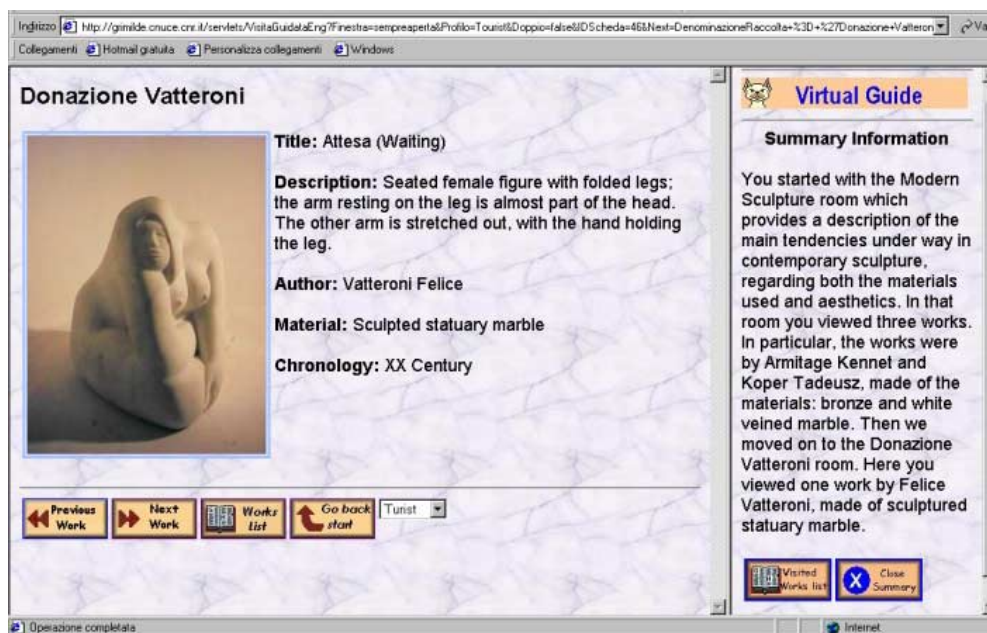 Indirizzo http://grimilde.cnuce.cnr.it/servlets/VisitaGuidataEng?Finestra=sempreaperta&Profilo=Tourist&Doppio=false&IDScheda=46&Next=DenominazioneRaccolta+%3D+%27Donazione+Vatteron
Collegamenti Hotmail gratuita Personalizza collegamenti Windows
Donazione Vatteroni
Title: Attesa (Waiting)
Description: Seated female figure with folded legs;
the arm resting on the leg is almost part of the head.
The other arm is stretched out, with the hand holding
the leg.
Author: Vatteroni Felice
Material: Sculpted statuary marble
Chronology: XX Century
Previous
Work
Next
Work
Works
list
Go back
start
Turist
Virtual Guide
Summary Information
You started with the Modern
Sculpture room which
provides a description of the
main tendencies under way in
contemporary sculpture,
regarding both the materials
used and aesthetics. In that
room you viewed three works.
In particular, the works were
by Armitage Kennet and
Koper Tadeusz, made of the
materials: bronze and white
veined marble. Then we
moved on to the Donazione
Vatteroni room. Here you
viewed one work by Felice
Vatteroni, made of sculptured
statuary marble.
Visited
Works list
X Close
Summary
Operazione completata
Internet